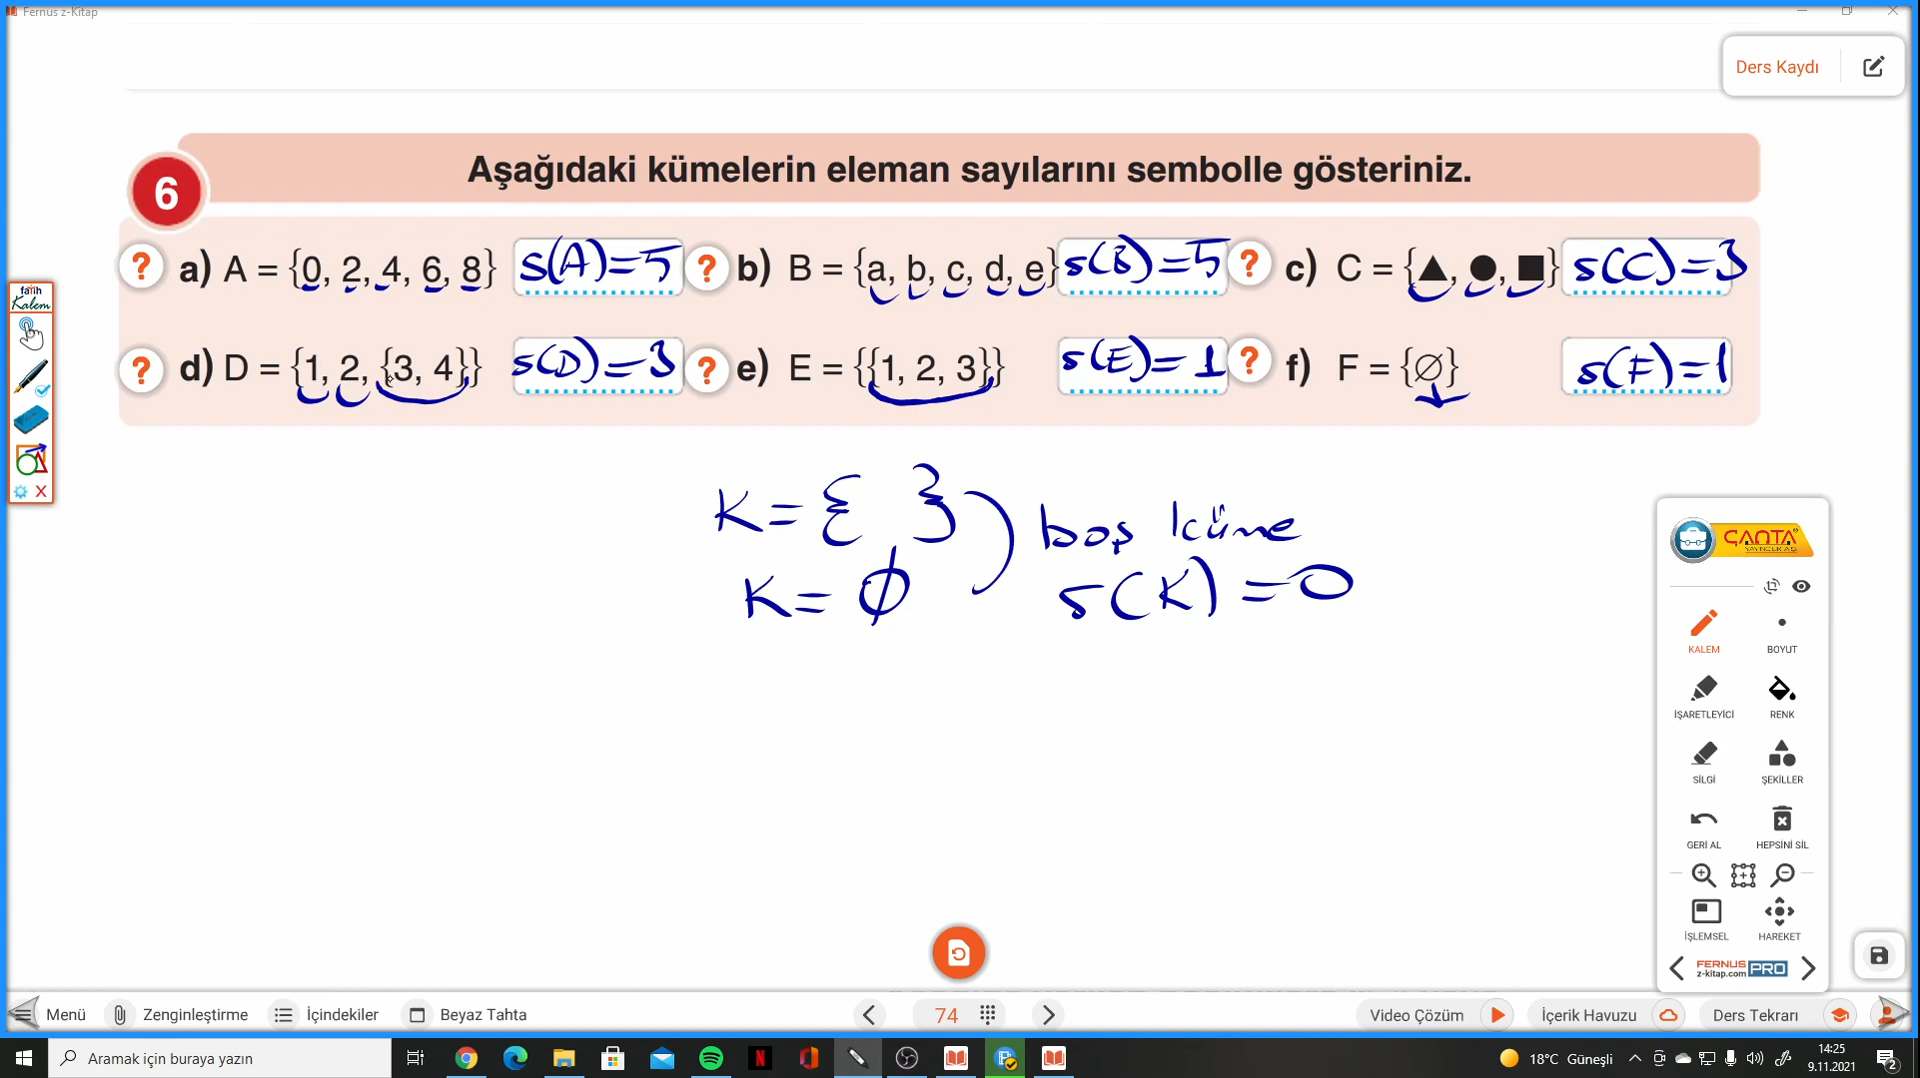 Fernus z-Kitap
Ders Kaydı
6
Aşağıdaki kümelerin eleman sayılarını sembolle gösteriniz.
? a) A = {0, 2, 4, 6, 8} s(A)=5 ? b) B = {a, b, c, d, e} s(B)=5 ? c) C = {▲, ●, ■} s(C)=3
? d) D = {1, 2, {3, 4}} s(D)=3 ? e) E = {{1, 2, 3}} s(E)=1 ? f) F = {∅} s(F)=1
fatih
Kalem
X
K={ } boş küme
K=∅ s(K)=0
ÇANTA
YAYINCILIK A.Ş.
KALEM BOYUT
İŞARETLEYİCİ RENK
SİLGİ ŞEKİLLER
GERİ AL HEPSİNİ SİL
İŞLEMSEL HAREKET
FERNUS
z-kitap.com PRO
Menü Zenginleştirme İçindekiler Beyaz Tahta 74 Video Çözüm İçerik Havuzu Ders Tekrarı
Aramak için buraya yazın 18°C Güneşli 14:25
9.11.2021
2